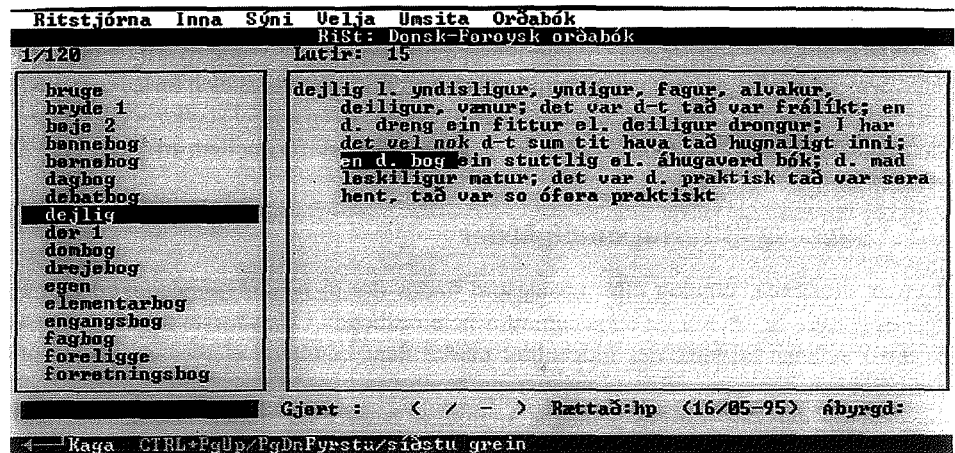 Ritstjórna Inna Sýni Velja Umsita Orðabók
RiSt: Donsk-Føroysk orðabók
1/120 Lutir: 15
bruge
bryde 1
bøje 2
bønnebog
børnebog
dagbog
debatbog
dejlig
dør 1
dombog
drejebog
egen
elementarbog
engangsbog
fagbog
foreligge
forretningsbog
dejlig l. yndisligur, yndigur, fagur, alvakur,
deiligur, vænur; det var d-t tað var frálíkt; en
d. dreng ein fittur el. deiligur drongur; I har
det vel nok d-t sum tit hava tað hugnaligt inni;
en d. bog ein stuttlig el. áhugaverd bók; d. mad
leskiligur matur; det var d. praktisk tað var søra
hent, tað var so óføra praktiskt
Gjørt : ( / - ) Rættað:hp (16/05-95) Ábyrgd:
Kaga CTRL+PgUp/PgDnFyrstu/síðstu grein